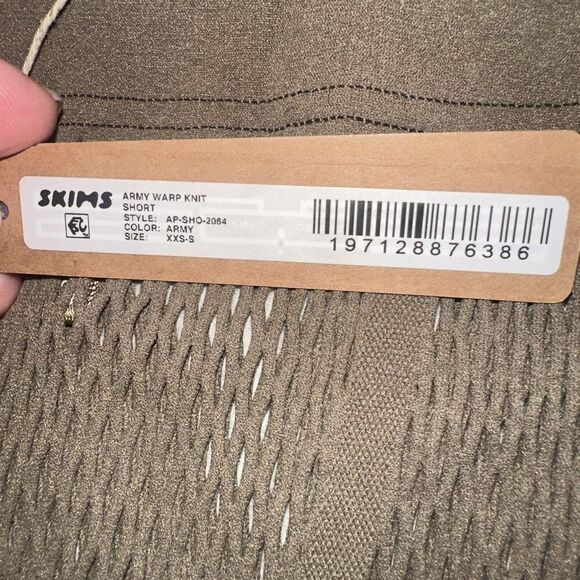 SKIMS
ARMY WARP KNIT
SHORT
STYLE: AP-SHO-2064
COLOR: ARMY
SIZE: XXS-S
197128876386